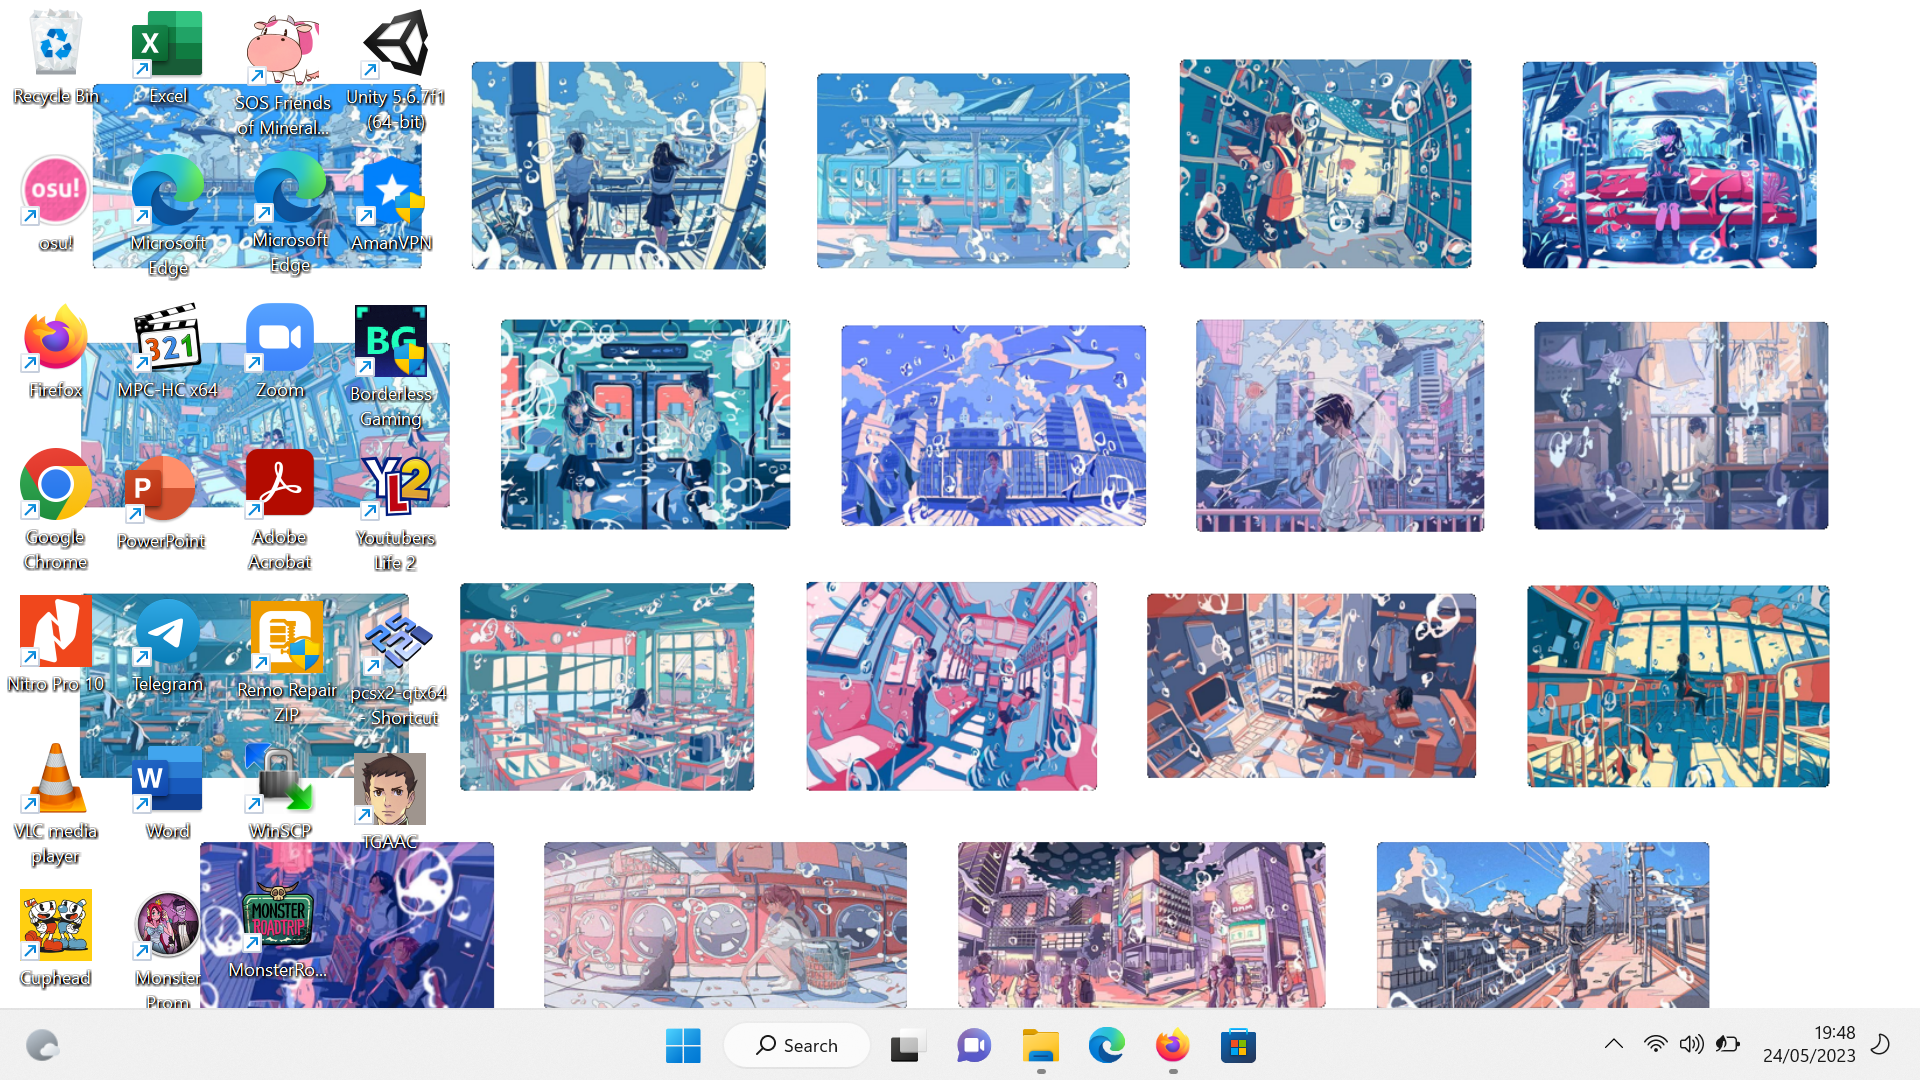 Recycle Bin
Excel
SOS Friends
of Mineral...
Unity 5.6.7f1
(64-bit)
osu!
osu!
Microsoft
Edge
Microsoft
Edge
AmanVPN
Firefox
321
MPC-HC x64
Zoom
BG
Borderless
Gaming
Google
Chrome
P
PowerPoint
Adobe
Acrobat
YL2
Youtubers
Life 2
Nitro Pro 10
Telegram
Remo Repair
ZIP
pcsx2-qtx64
- Shortcut
VLC media
player
W
Word
WinSCP
TGAAC
Cuphead
Monster
Prom
MONSTER
ROADTRIP
MonsterRo...
X
Search
19:48
24/05/2023